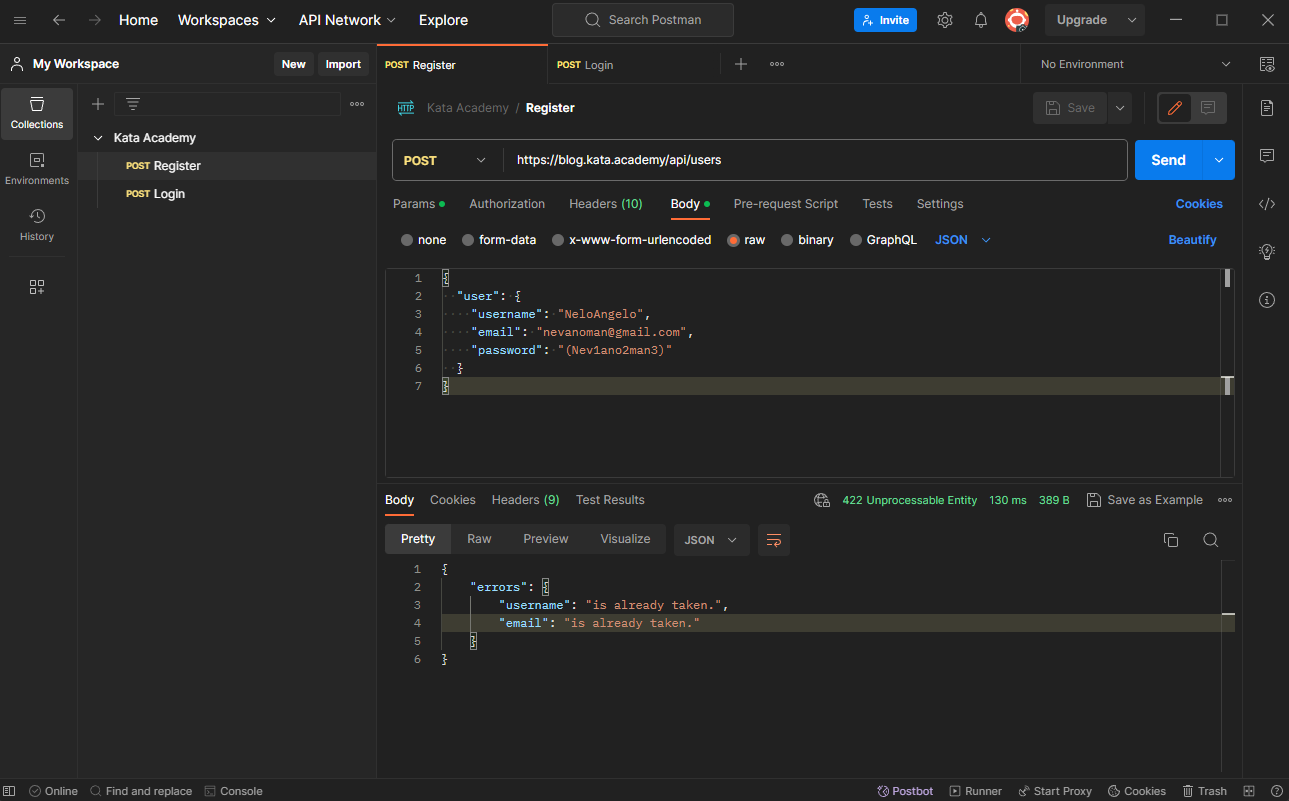 Home Workspaces API Network Explore Search Postman Invite Upgrade
My Workspace New Import POST Register POST Login No Environment
Collections
Environments
History
Kata Academy
POST Register
POST Login
HTTP Kata Academy / Register Save
POST https://blog.kata.academy/api/users Send
Params Authorization Headers (10) Body Pre-request Script Tests Settings Cookies
none form-data x-www-form-urlencoded raw binary GraphQL JSON Beautify
1 {
2 "user": {
3 "username": "NeloAngelo",
4 "email": "nevanoman@gmail.com",
5 "password": "(Nev1ano2man3)"
6 }
7 }
Body Cookies Headers (9) Test Results 422 Unprocessable Entity 130 ms 389 B Save as Example
Pretty Raw Preview Visualize JSON
1 {
2 "errors": {
3 "username": "is already taken.",
4 "email": "is already taken."
5 }
6 }
Online Find and replace Console Postbot Runner Start Proxy Cookies Trash